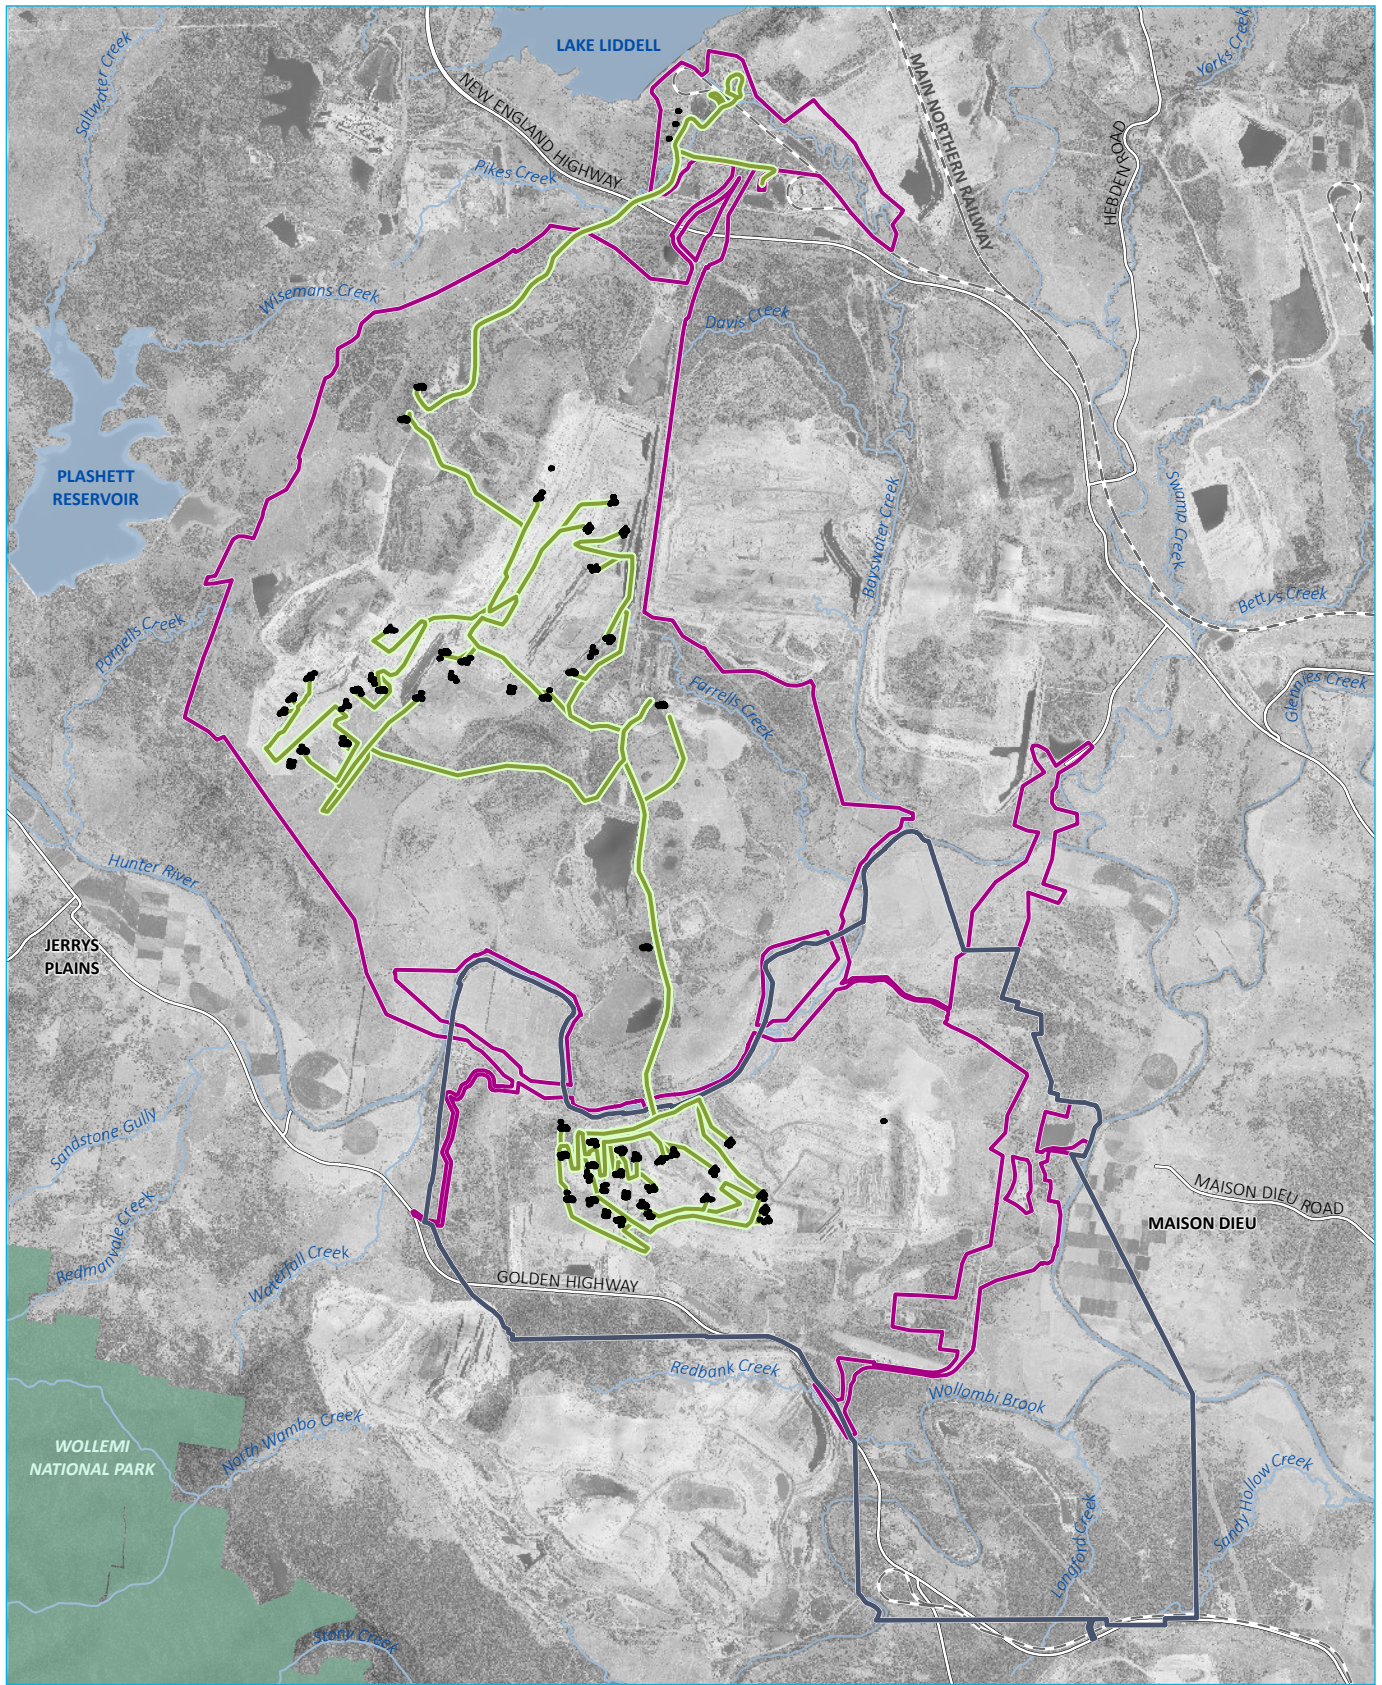 LAKE LIDDELL
Saltwater Creek
Yorks Creek
NEW ENGLAND HIGHWAY
MAIN NORTHERN RAILWAY
HEBDEN ROAD
Pikes Creek
Wisemans Creek
Davis Creek
PLASHETT
RESERVOIR
Swamp Creek
Bayswater Creek
Bettys Creek
Parnells Creek
Farrells Creek
Glennies Creek
Hunter River
JERRYS
PLAINS
Sandstone Gully
Redmanvale Creek
MAISON DIEU ROAD
MAISON DIEU
Waterfall Creek
GOLDEN HIGHWAY
Redbank Creek
Wollombi Brook
North Wambo Creek
WOLLEMI
NATIONAL PARK
Sandy Hollow Creek
Longford Creek
Stony Creek